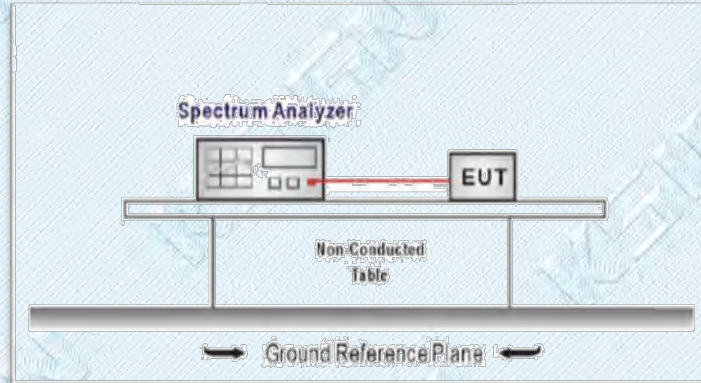 Spectrum Analyzer
EUT
Non-Conducted
Table
Ground Reference Plane